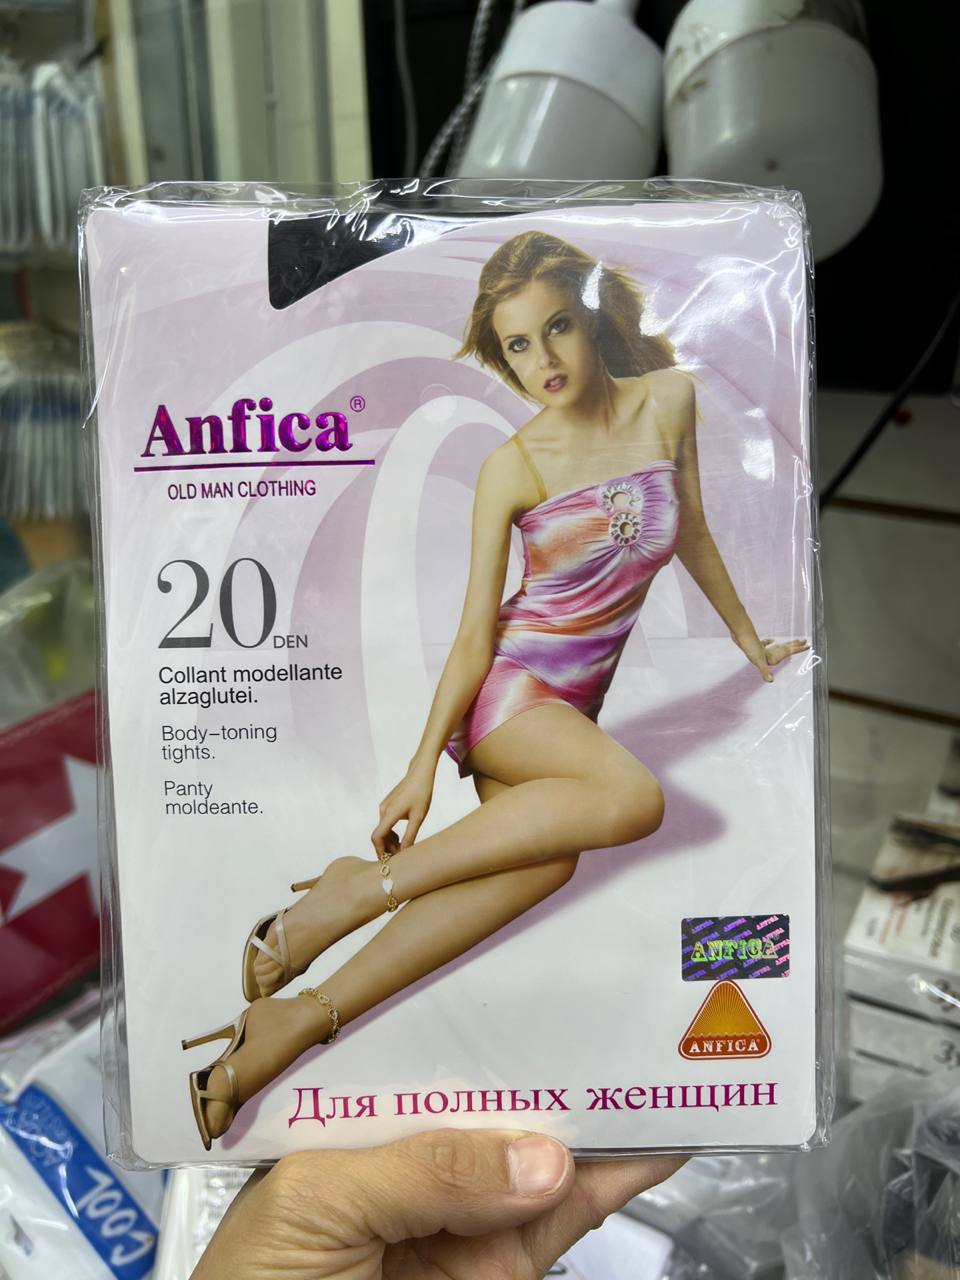 Anfica®
OLD MAN CLOTHING
20 DEN
Collant modellante
alzaglutei.
Body-toning
tights.
Panty
moldeante.
ANFICA
ANFICA
Для полных женщин
COOL